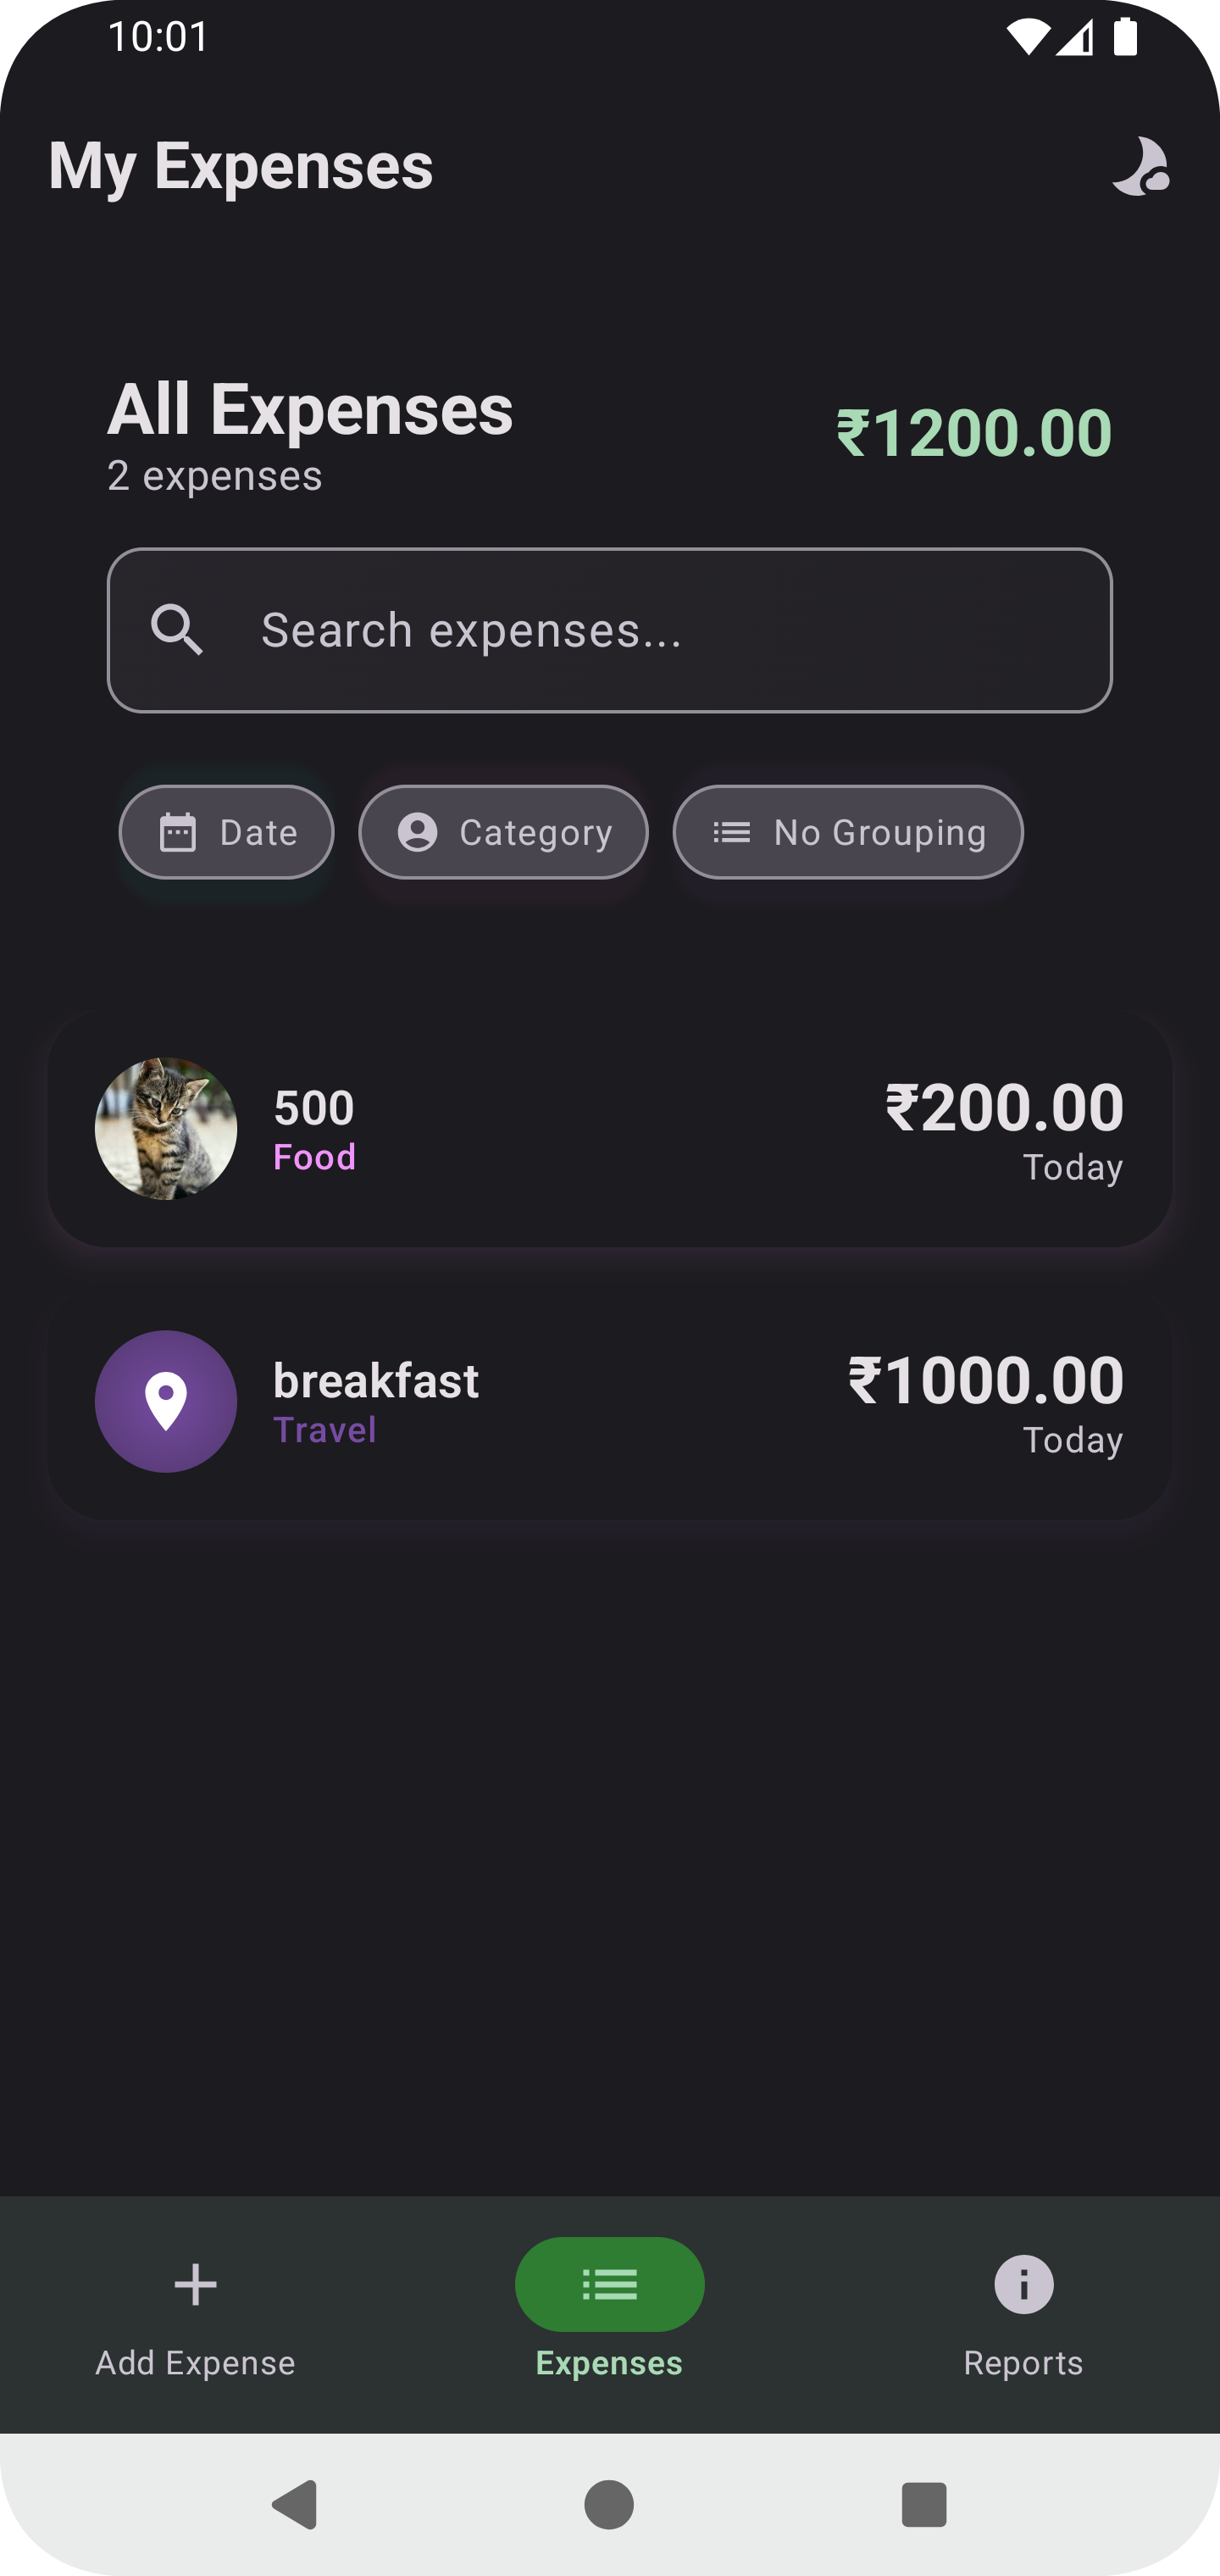 10:01
My Expenses
All Expenses
₹1200.00
2 expenses
Search expenses...
Date
Category
No Grouping
500
₹200.00
Food
Today
breakfast
₹1000.00
Travel
Today
Add Expense
Expenses
Reports